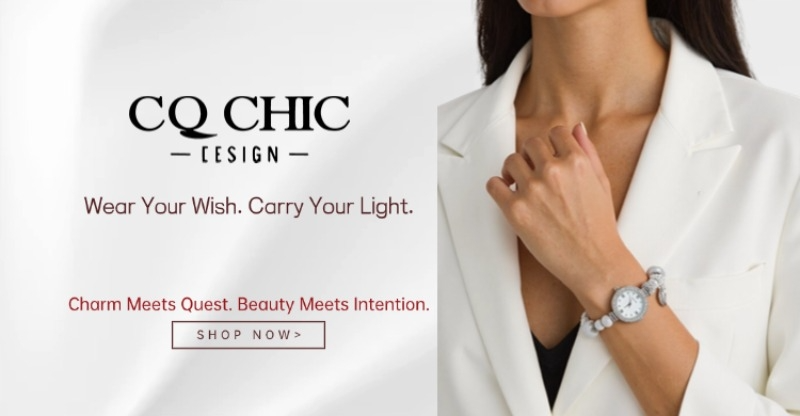 CQ CHIC
— CESIGN —
Wear Your Wish. Carry Your Light.
Charm Meets Quest. Beauty Meets Intention.
SHOP NOW>